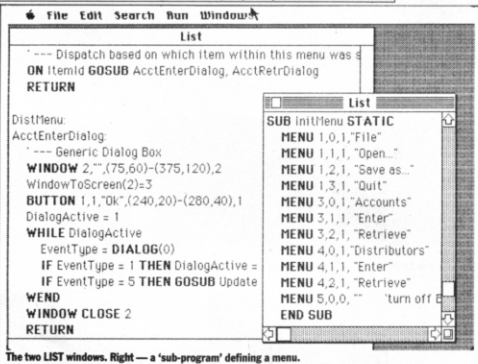 File Edit Search Run Windows
List
' --- Dispatch based on which item within this menu was s
ON ItemId GOSUB AcctEnterDialog, AcctRetrDialog
RETURN
DistMenu:
AcctEnterDialog:
' --- Generic Dialog Box
WINDOW 2,"",(75,60)-(375,120),2
WindowToScreen(2)=3
BUTTON 1,1,"Ok",(240,20)-(280,40),1
DialogActive = 1
WHILE DialogActive
EventType = DIALOG(0)
IF EventType = 1 THEN DialogActive =
IF EventType = 5 THEN GOSUB Update
WEND
WINDOW CLOSE 2
RETURN
List
SUB initMenu STATIC
MENU 1,0,1,"File"
MENU 1,1,1, "Open..."
MENU 1,2,1, "Save as..."
MENU 1,3,1, "Quit"
MENU 3,0,1,"Accounts"
MENU 3,1,1, "Enter"
MENU 3,2,1, "Retrieve"
MENU 4,0,1,"Distributors"
MENU 4,1,1, "Enter"
MENU 4,2,1, "Retrieve"
MENU 5,0,0, "" 'turn off E
END SUB
The two LIST windows. Right — a 'sub-program' defining a menu.